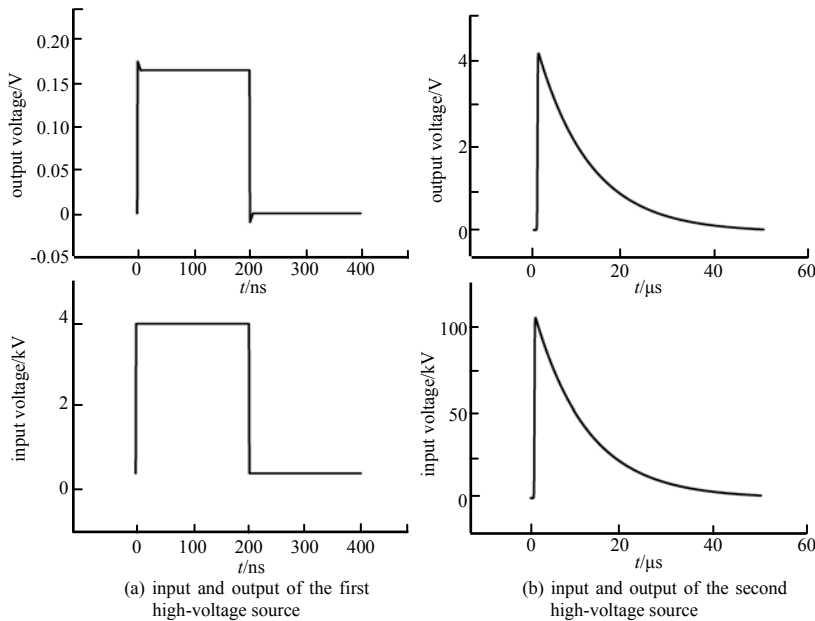 0.20
0.15
0.10
0.05
0
-0.05
output voltage/V
0 100 200 300 400
t/ns
4
2
0
output voltage/V
0 20 40 60
t/μs
4
2
0
input voltage/kV
0 100 200 300 400
t/ns
100
50
0
input voltage/kV
0 20 40 60
t/μs
(a) input and output of the first
high-voltage source
(b) input and output of the second
high-voltage source